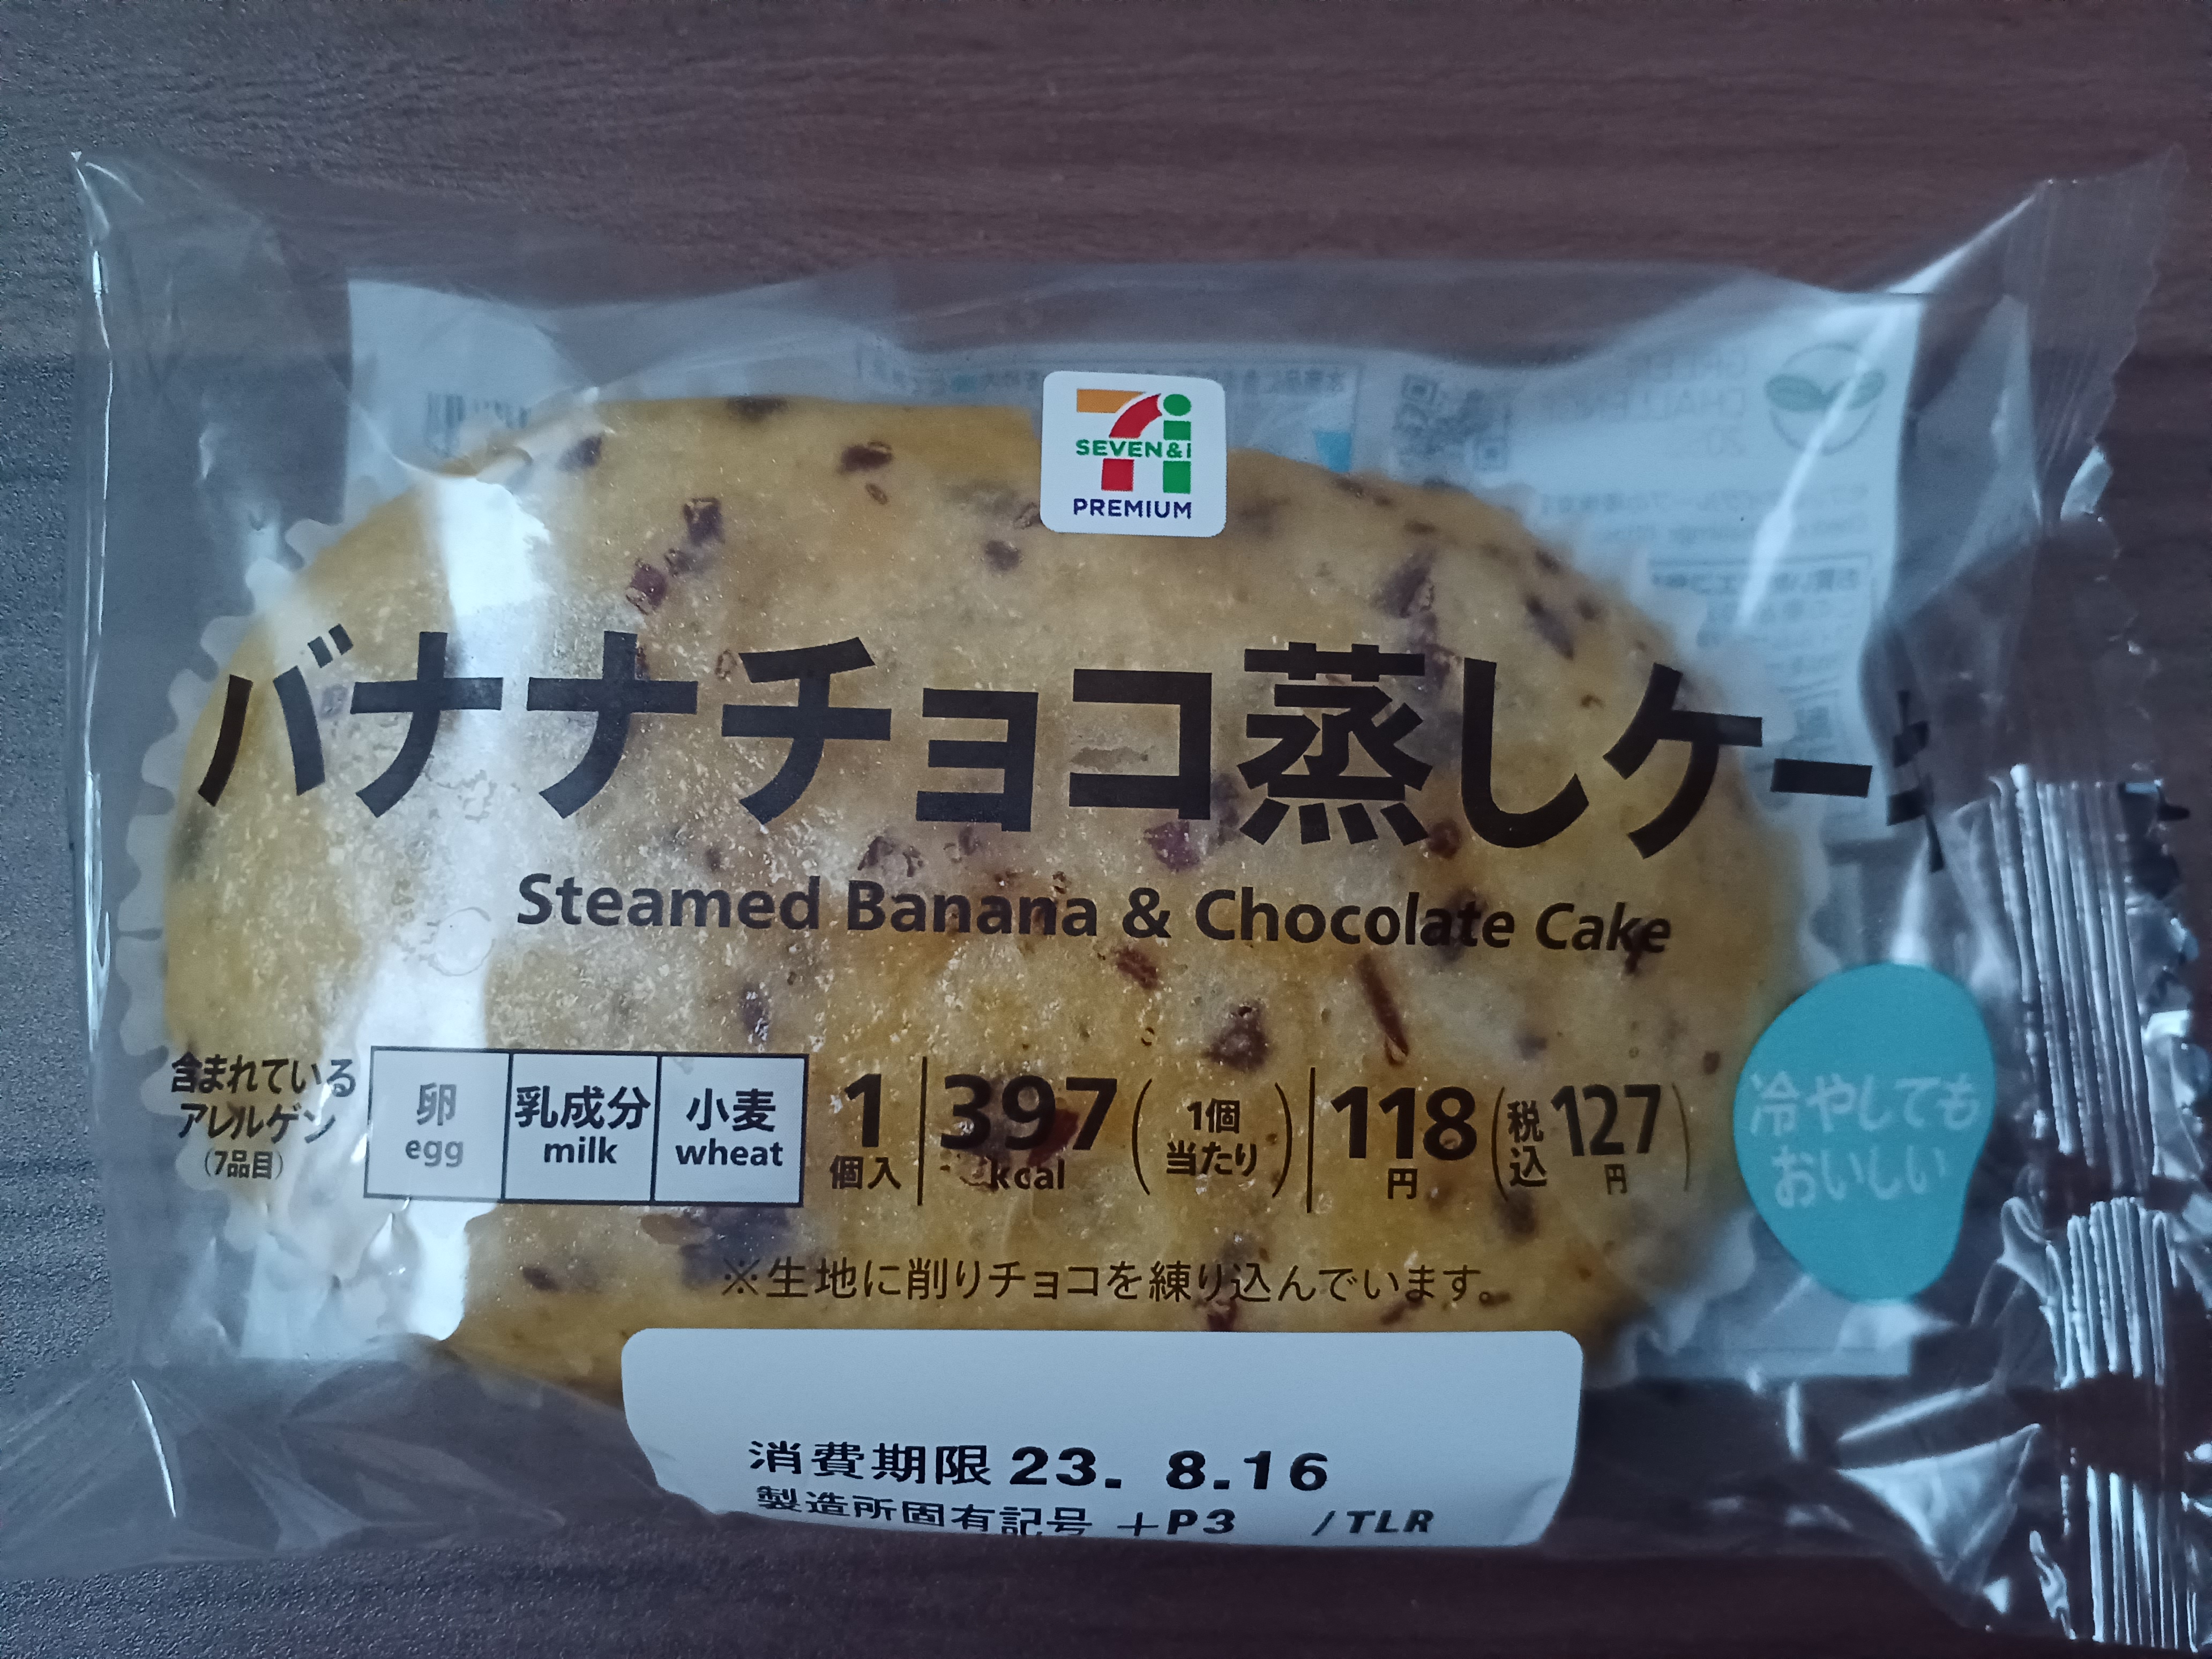 SEVEN&i
PREMIUM
バナナチョコ蒸しケーキ
Steamed Banana & Chocolate Cake
含まれている
アレルゲン
(7品目)
卵
egg
乳成分
milk
小麦
wheat
1
個入
397
kcal
(1個
当たり)
118
円
(税
込
127
円)
冷やしても
おいしい
※生地に削りチョコを練り込んでいます。
消費期限 23. 8.16
製造所固有記号 +P3 /TLR